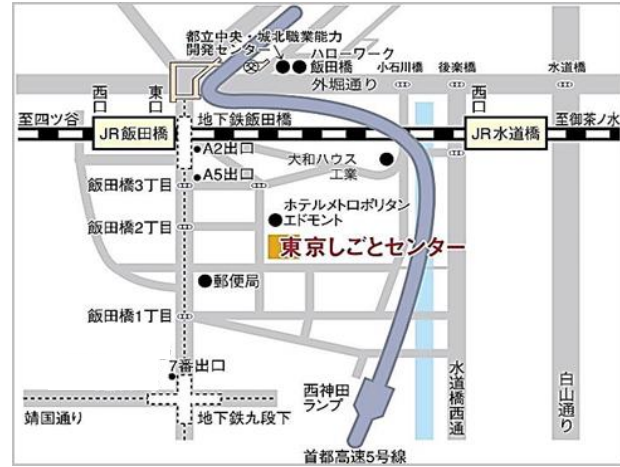 都立中央・城北職業能力
開発センター
ハローワーク
飯田橋
小石川橋
後楽橋
水道橋
外堀通り
西口
東口
西口
至四ツ谷
JR飯田橋
地下鉄飯田橋
JR水道橋
至御茶ノ水
A2出口
大和ハウス
工業
A5出口
飯田橋3丁目
ホテルメトロポリタン
エドモント
飯田橋2丁目
東京しごとセンター
郵便局
飯田橋1丁目
7番出口
西神田
ランプ
水道橋西通り
白山通り
靖国通り
地下鉄九段下
首都高速5号線